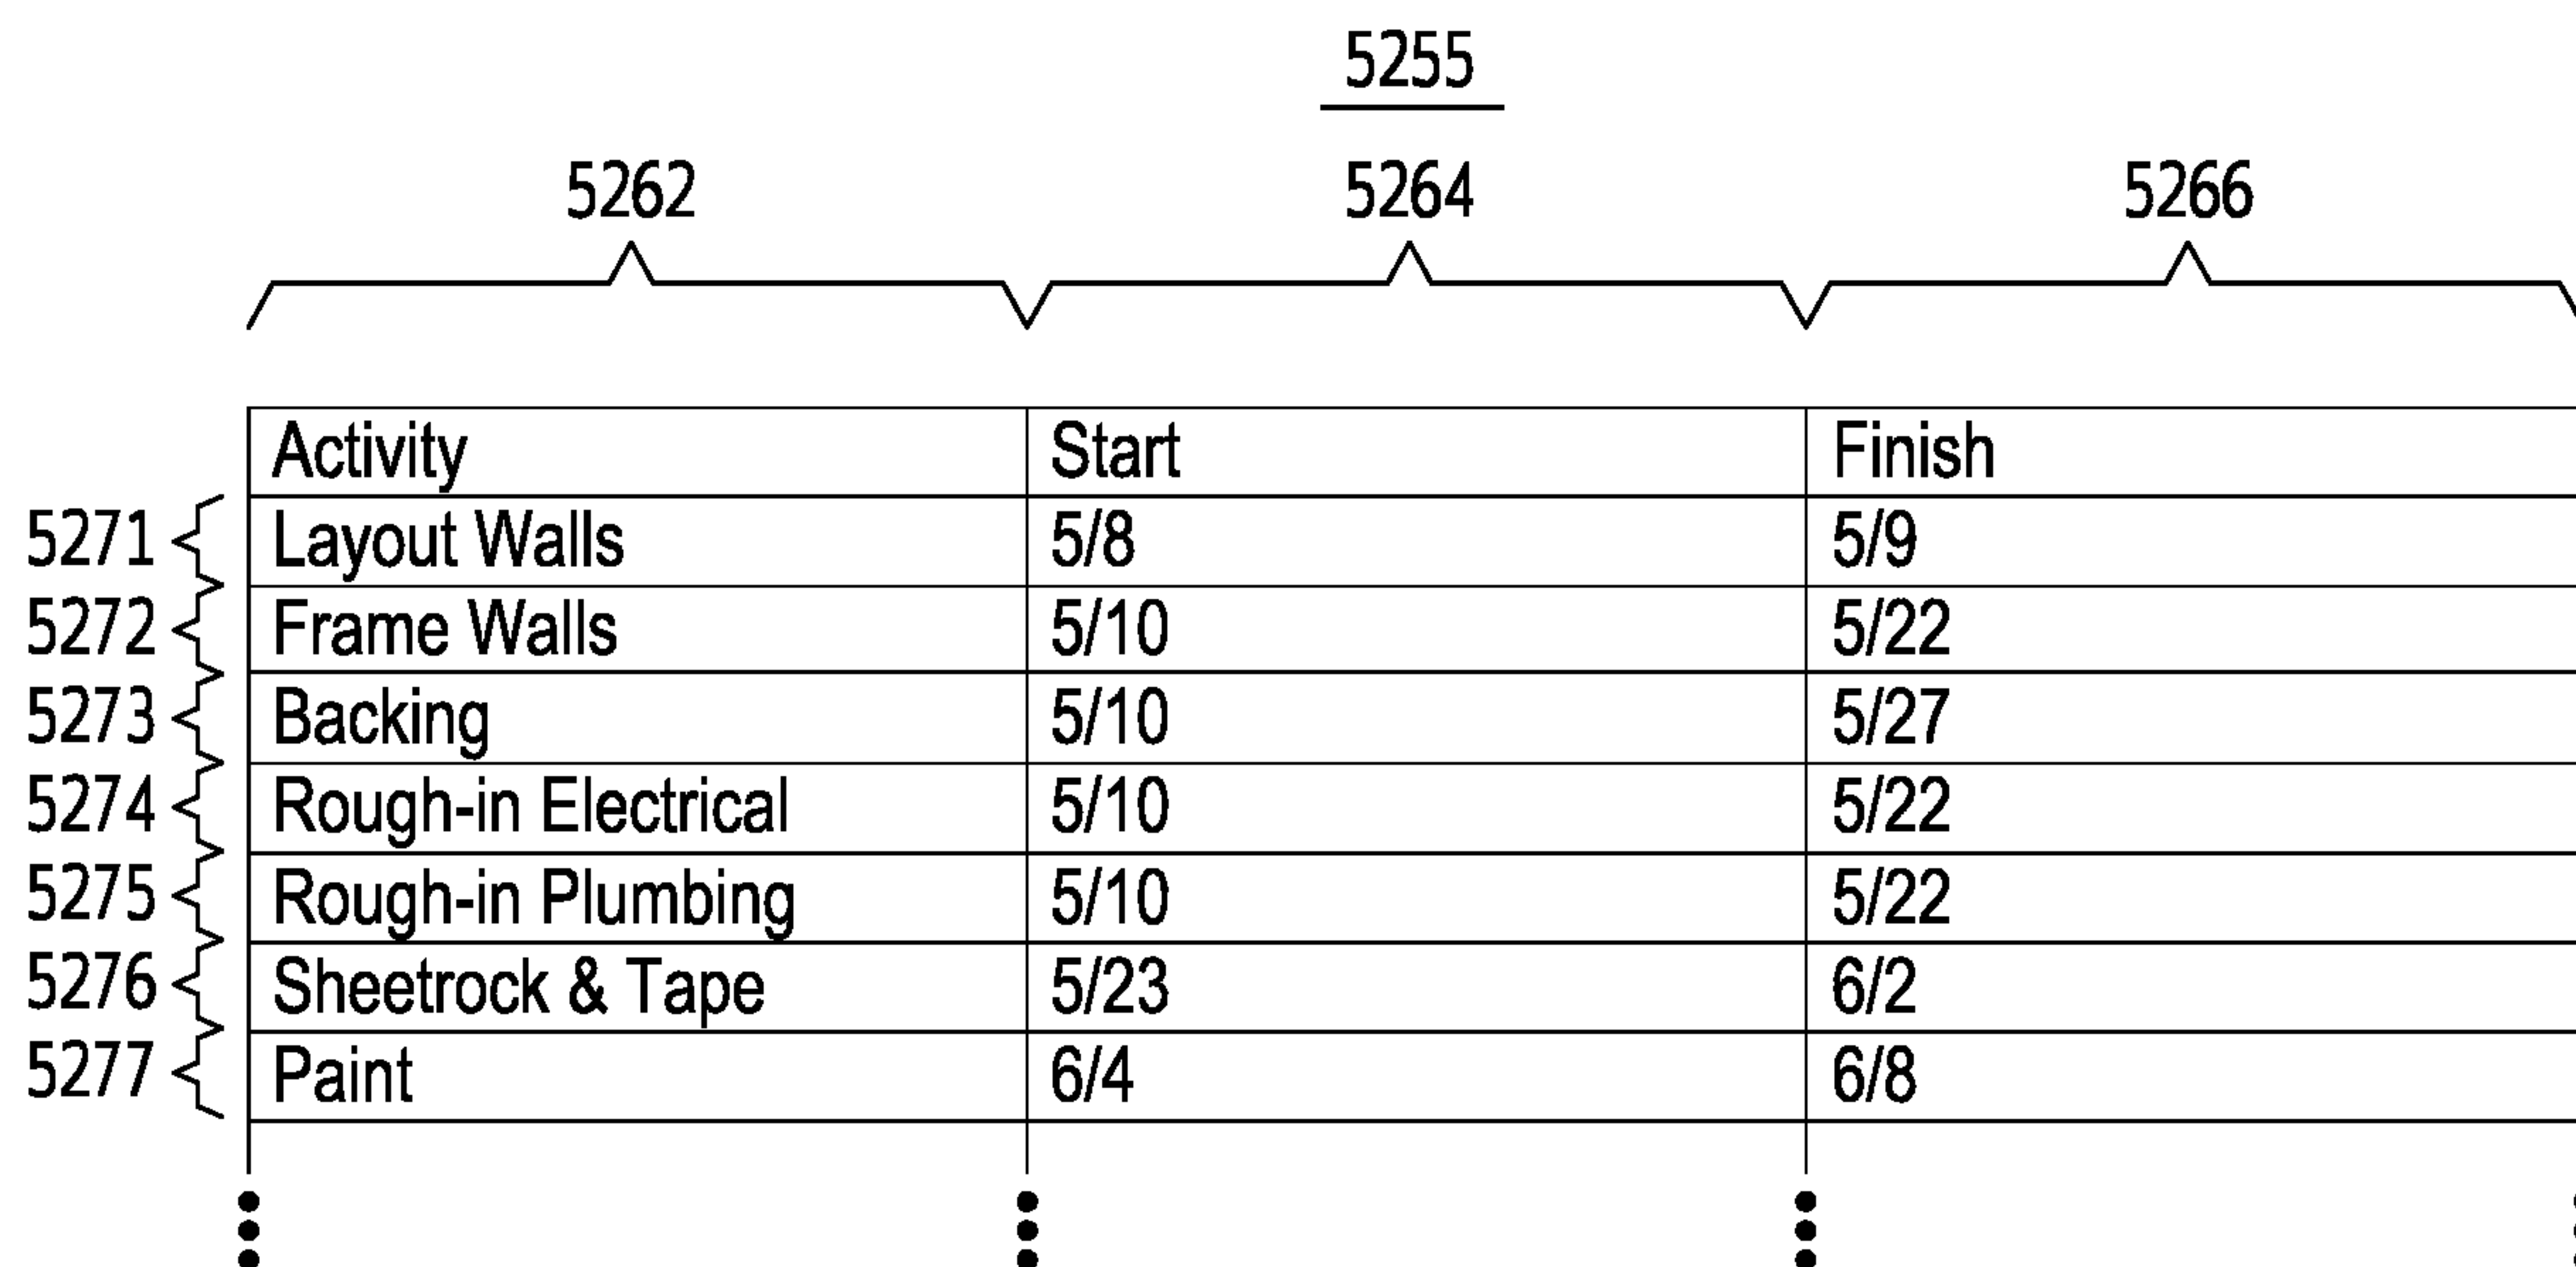 5255
5262 5264 5266
Activity Start Finish
5271 Layout Walls 5/8 5/9
5272 Frame Walls 5/10 5/22
5273 Backing 5/10 5/27
5274 Rough-in Electrical 5/10 5/22
5275 Rough-in Plumbing 5/10 5/22
5276 Sheetrock & Tape 5/23 6/2
5277 Paint 6/4 6/8